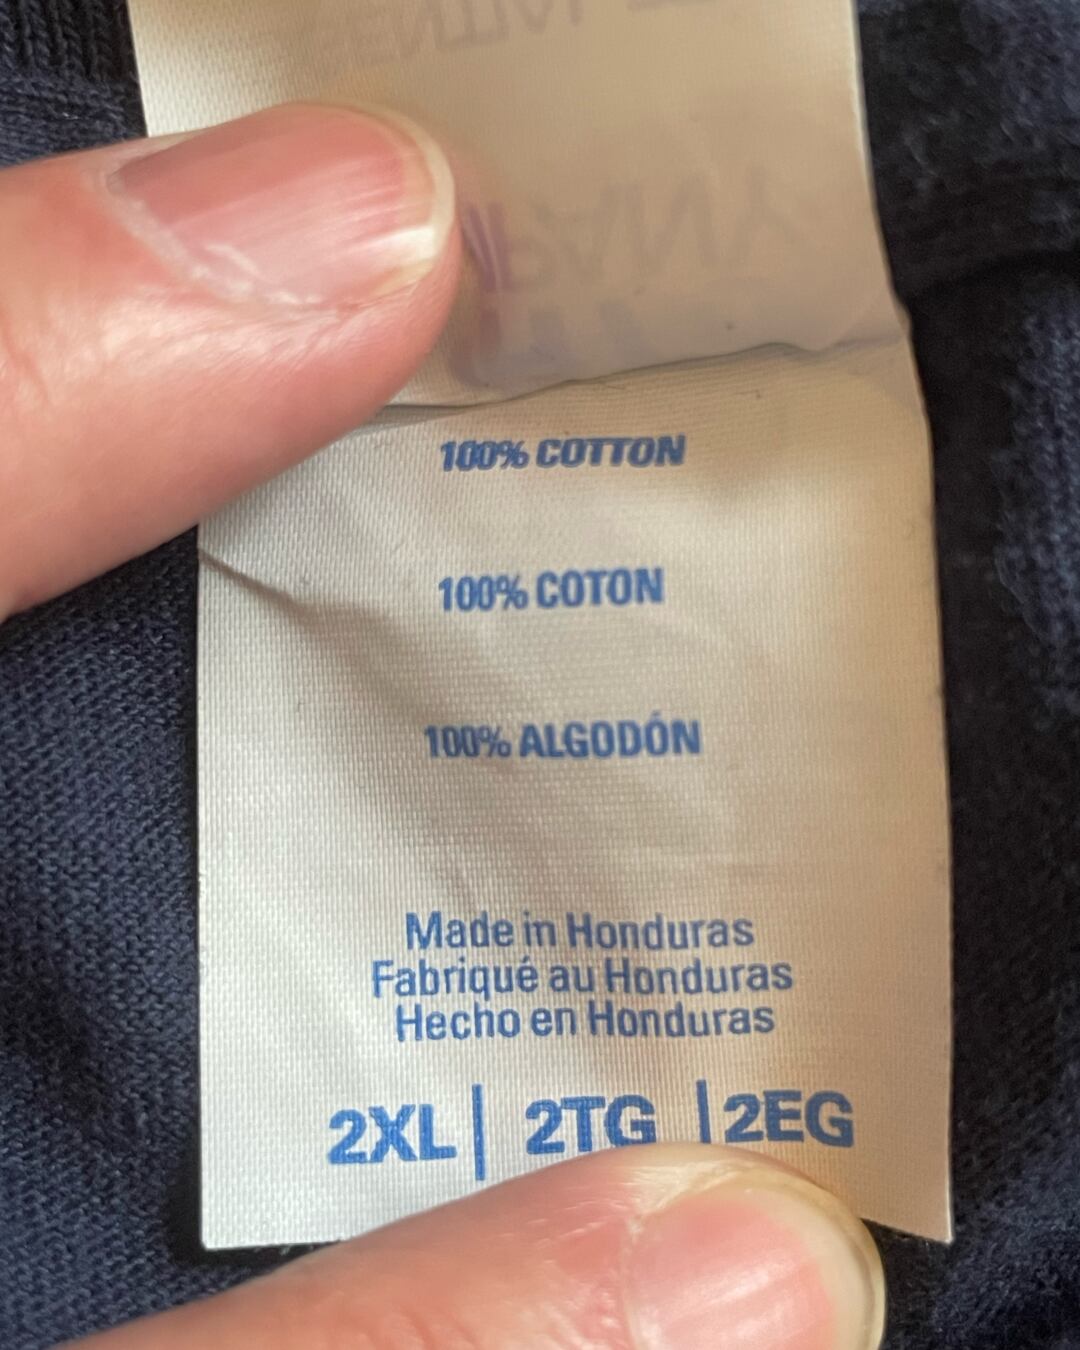 100% COTTON
100% COTON
100% ALGODÓN
Made in Honduras
Fabriqué au Honduras
Hecho en Honduras
2XL | 2TG | 2EG